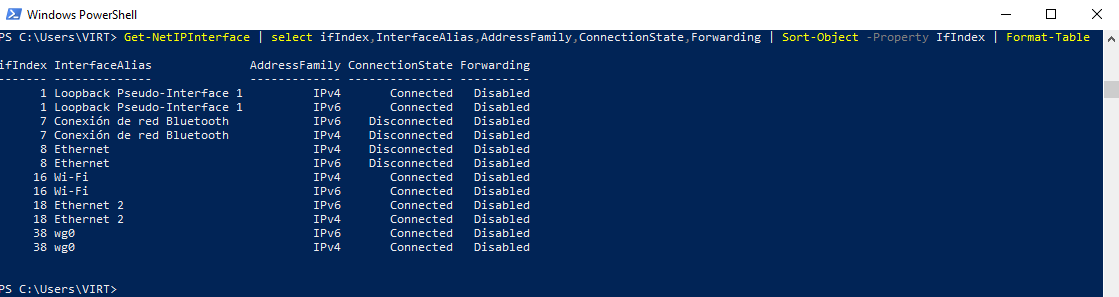 Windows PowerShell
PS C:\Users\VIRT> Get-NetIPInterface | select ifIndex,InterfaceAlias,AddressFamily,ConnectionState,Forwarding | Sort-Object -Property IfIndex | Format-Table
ifIndex InterfaceAlias AddressFamily ConnectionState Forwarding
------- -------------- ------------- --------------- ----------
1 Loopback Pseudo-Interface 1 IPv4 Connected Disabled
1 Loopback Pseudo-Interface 1 IPv6 Connected Disabled
7 Conexión de red Bluetooth IPv6 Disconnected Disabled
7 Conexión de red Bluetooth IPv4 Disconnected Disabled
8 Ethernet IPv4 Disconnected Disabled
8 Ethernet IPv6 Disconnected Disabled
16 Wi-Fi IPv4 Connected Disabled
16 Wi-Fi IPv6 Connected Disabled
18 Ethernet 2 IPv6 Connected Disabled
18 Ethernet 2 IPv4 Connected Disabled
38 wg0 IPv6 Connected Disabled
38 wg0 IPv4 Connected Disabled
PS C:\Users\VIRT>